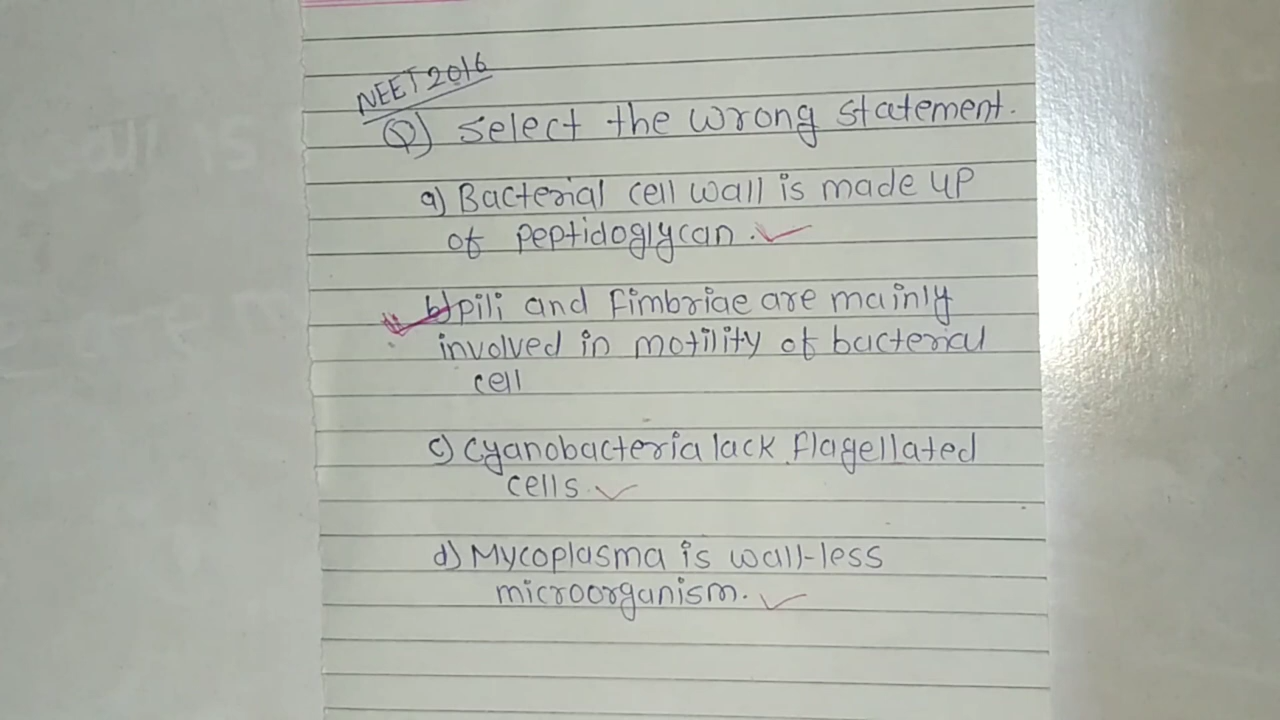 NEET 2016
Q) Select the wrong statement.
a) Bacterial cell wall is made up
of peptidoglycan.
b) pili and Fimbriae are mainly
involved in motility of bacterial
cell
c) Cyanobacteria lack flagellated
cells.
d) Mycoplasma is wall-less
microorganism.